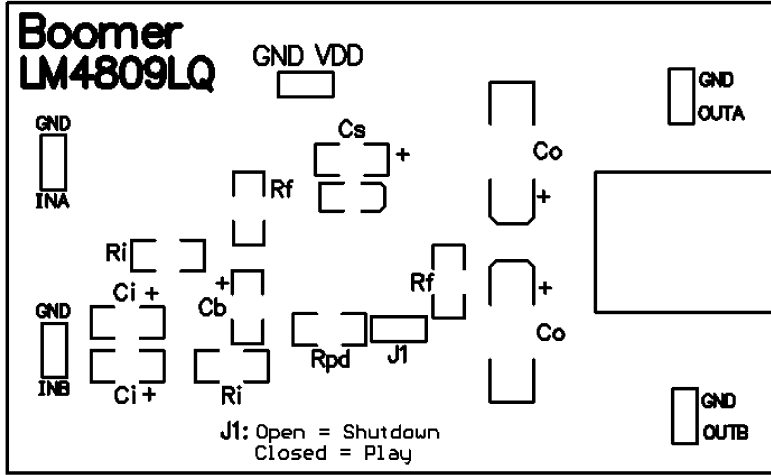 Boomer
LM4809LQ
GND VDD
GND
OUTA
GND
INA
Cs
+
Co
+
Rf
Ri
Ci +
+
Cb
Rf
+
Co
GND
INB
Ci +
Ri
Rpd
J1
GND
OUTB
J1: Open = Shutdown
Closed = Play